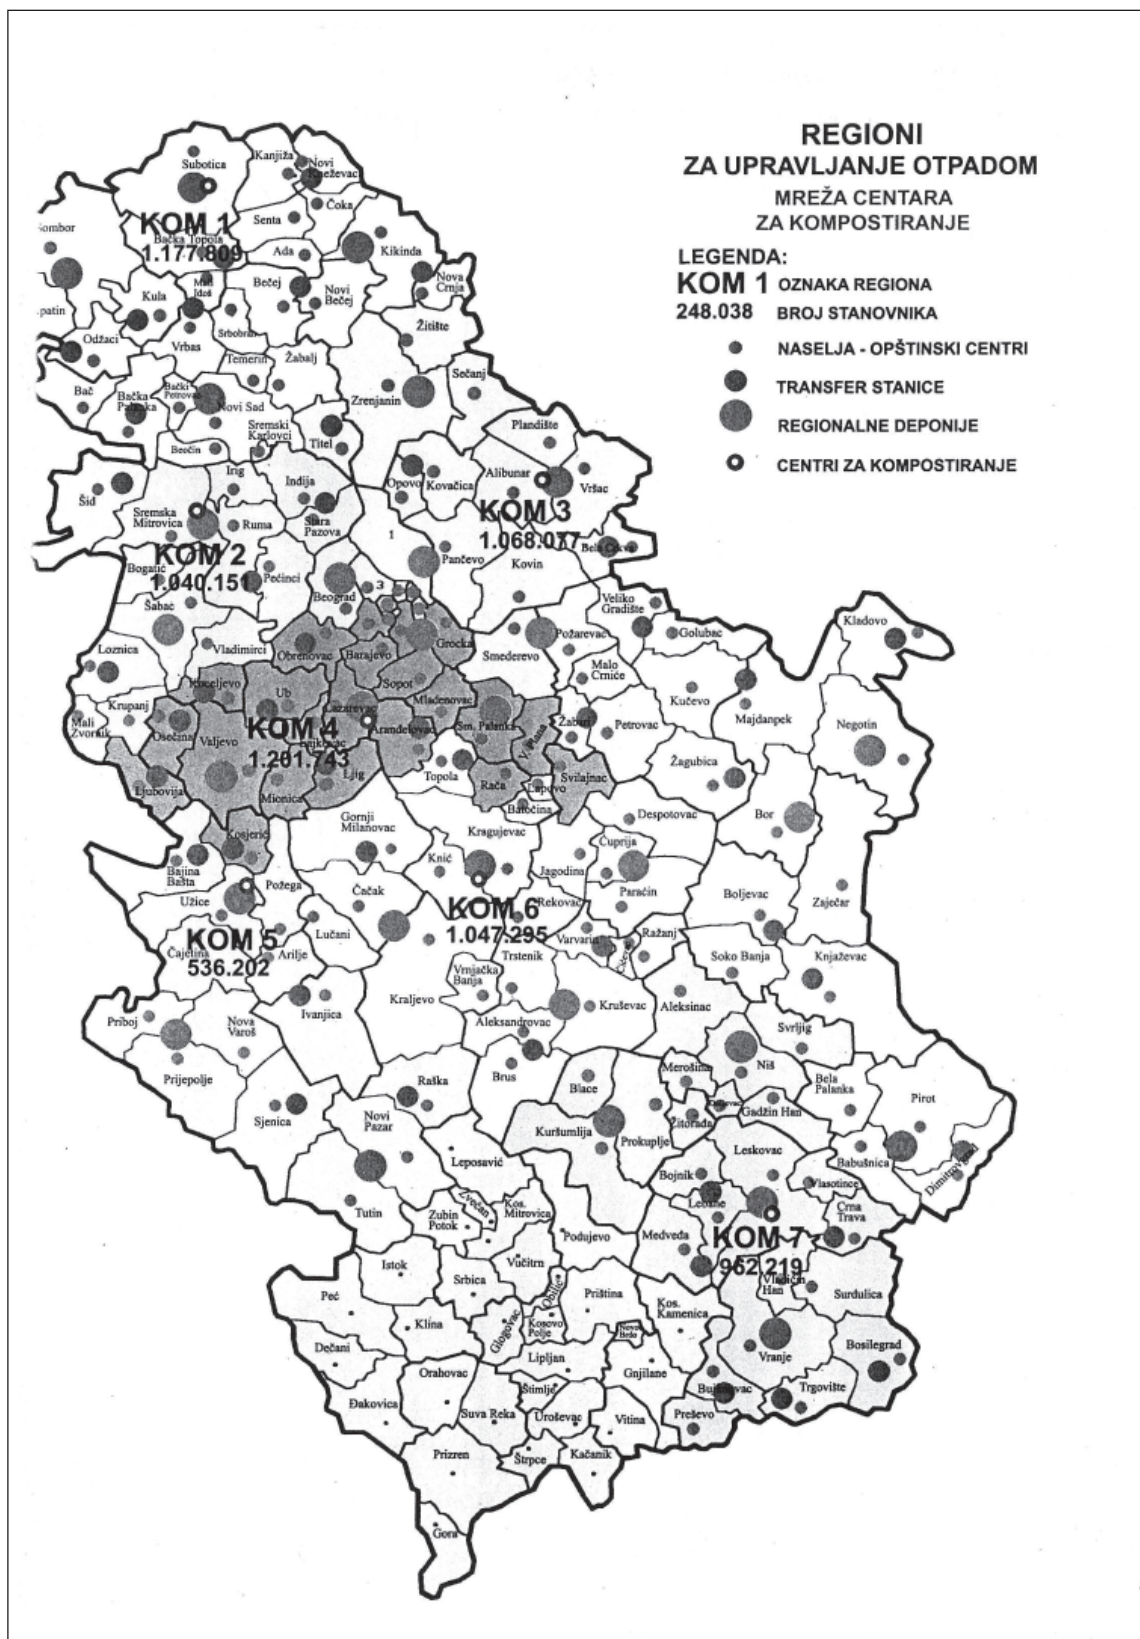 REGIONI
ZA UPRAVLJANJE OTPADOM
MREŽA CENTARA
ZA KOMPOSTIRANJE
LEGENDA:
KOM 1 OZNAKA REGIONA
248.038 BROJ STANOVNIKA
NASELJA - OPŠTINSKI CENTRI
TRANSFER STANICE
REGIONALNE DEPONIJE
CENTRI ZA KOMPOSTIRANJE
Subotica
Kanjiža
Novi
Kneževac
KOM 1
1.177.809
Bačka Topola
Senta
Čoka
Ada
Kikinda
Kula
Mali
Iđoš
Bečej
Novi
Bečej
Nova
Crnja
Odžaci
Vrbas
Srbobran
Temerin
Žabalj
Žitište
Bač
Bačka
Palanka
Bački
Petrovac
Novi Sad
Zrenjanin
Sečanj
Beočin
Sremski
Karlovci
Titel
Plandište
Šid
Irig
Inđija
Opovo
Kovačica
Alibunar
Vršac
Sremska
Mitrovica
Ruma
Stara
Pazova
KOM 3
1.068.077
1
KOM 2
1.040.151
Bogatić
Pećinci
Pančevo
Kovin
Bela Crkva
Šabac
Beograd
3
Loznica
Vladimirci
Obrenovac
Barajevo
Grocka
Smederevo
Požarevac
Veliko
Gradište
Golubac
Kladovo
Sopot
Malo
Crniće
Kučevo
Majdanpek
Negotin
Krupanj
Mali
Zvornik
Koceljevo
Ub
Lazarevac
Mladenovac
Osečina
Valjevo
KOM 4
1.201.743
Aranđelovac
Sm. Palanka
V. Plana
Žabari
Petrovac
Žagubica
Ljubovija
Mionica
Ljig
Topola
Rača
Lapovo
Svilajnac
Batočina
Despotovac
Bor
Kosjerić
Gornji
Milanovac
Kragujevac
Knić
Jagodina
Ćuprija
Paraćin
Boljevac
Zaječar
Bajina
Bašta
Užice
Požega
Čačak
KOM 6
1.047.295
Rekovac
Varvarin
Ražanj
Soko Banja
Knjaževac
KOM 5
536.202
Čajetina
Arilje
Lučani
Trstenik
Vrnjačka
Banja
Kraljevo
Kruševac
Aleksinac
Svrljig
Ivanjica
Aleksandrovac
Priboj
Nova
Varoš
Prijepolje
Brus
Blace
Merošina
Niš
Bela
Palanka
Pirot
Raška
Sjenica
Novi
Pazar
Kuršumlija
Prokuplje
Žitorađa
Gadžin Han
Babušnica
Dimitrovgrad
Leposavić
Leskovac
Bojnik
Vlasotince
Tutin
Zvečan
Zubin
Potok
Kos.
Mitrovica
Podujevo
Lebane
Crna
Trava
Medveđa
KOM 7
952.219
Vladičin
Han
Surdulica
Istok
Srbica
Vučitrn
Obilić
Priština
Kos.
Kamenica
Peć
Klina
Glogovac
Kosovo
Polje
Novo
Brdo
Vranje
Bosilegrad
Dečani
Orahovac
Lipljan
Gnjilane
Bujanovac
Trgovište
Đakovica
Štimlje
Suva Reka
Uroševac
Vitina
Preševo
Prizren
Štrpce
Kačanik
Gora